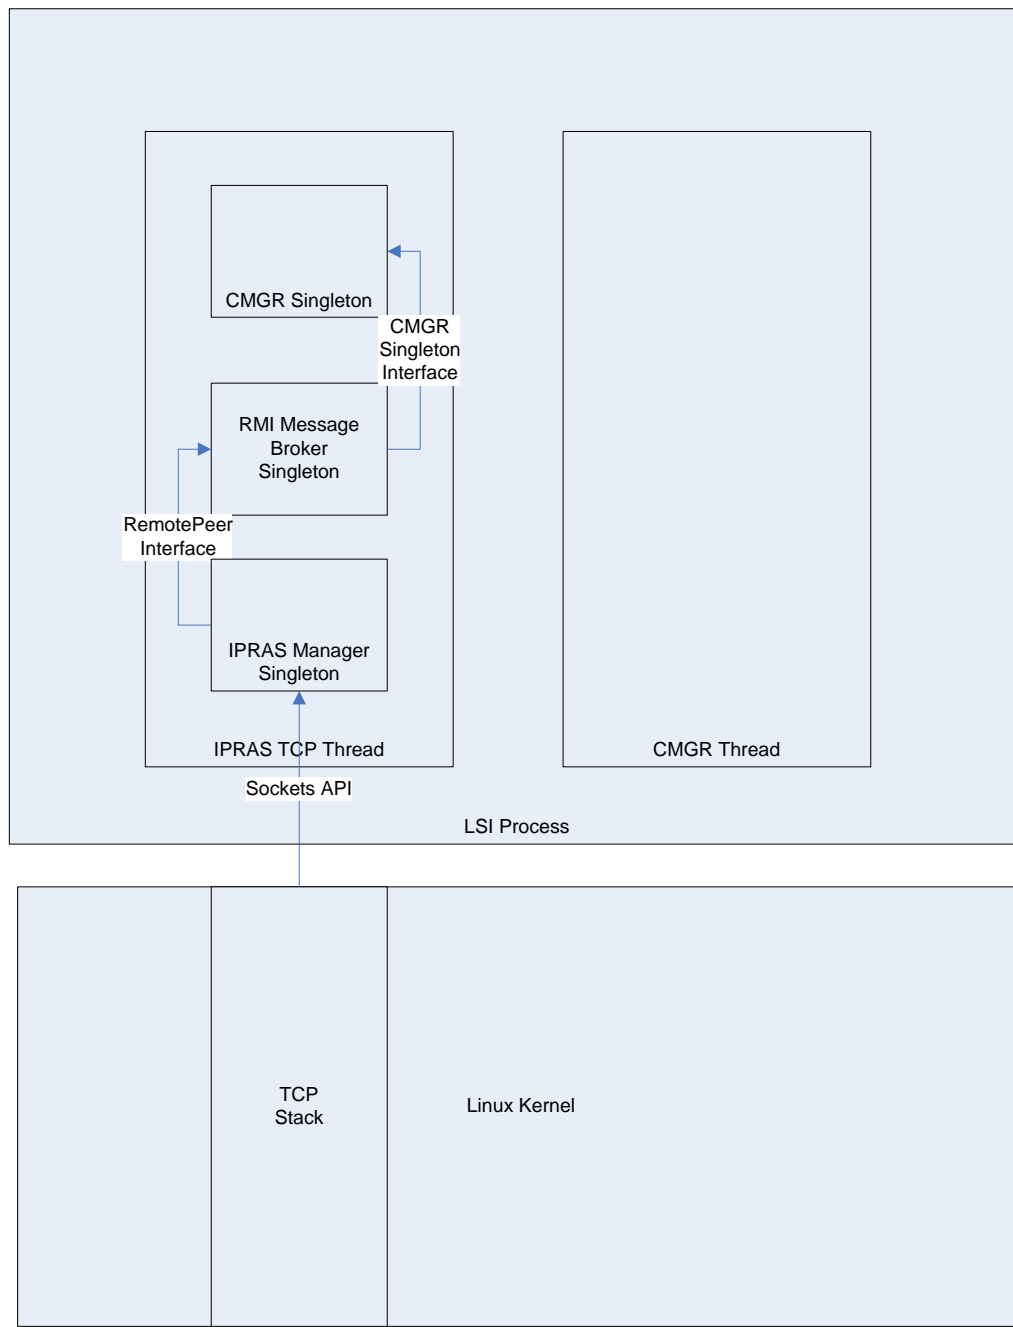 CMGR Singleton
CMGR
Singleton
Interface
RMI Message
Broker
Singleton
RemotePeer
Interface
IPRAS Manager
Singleton
IPRAS TCP Thread
CMGR Thread
Sockets API
LSI Process
TCP
Stack
Linux Kernel